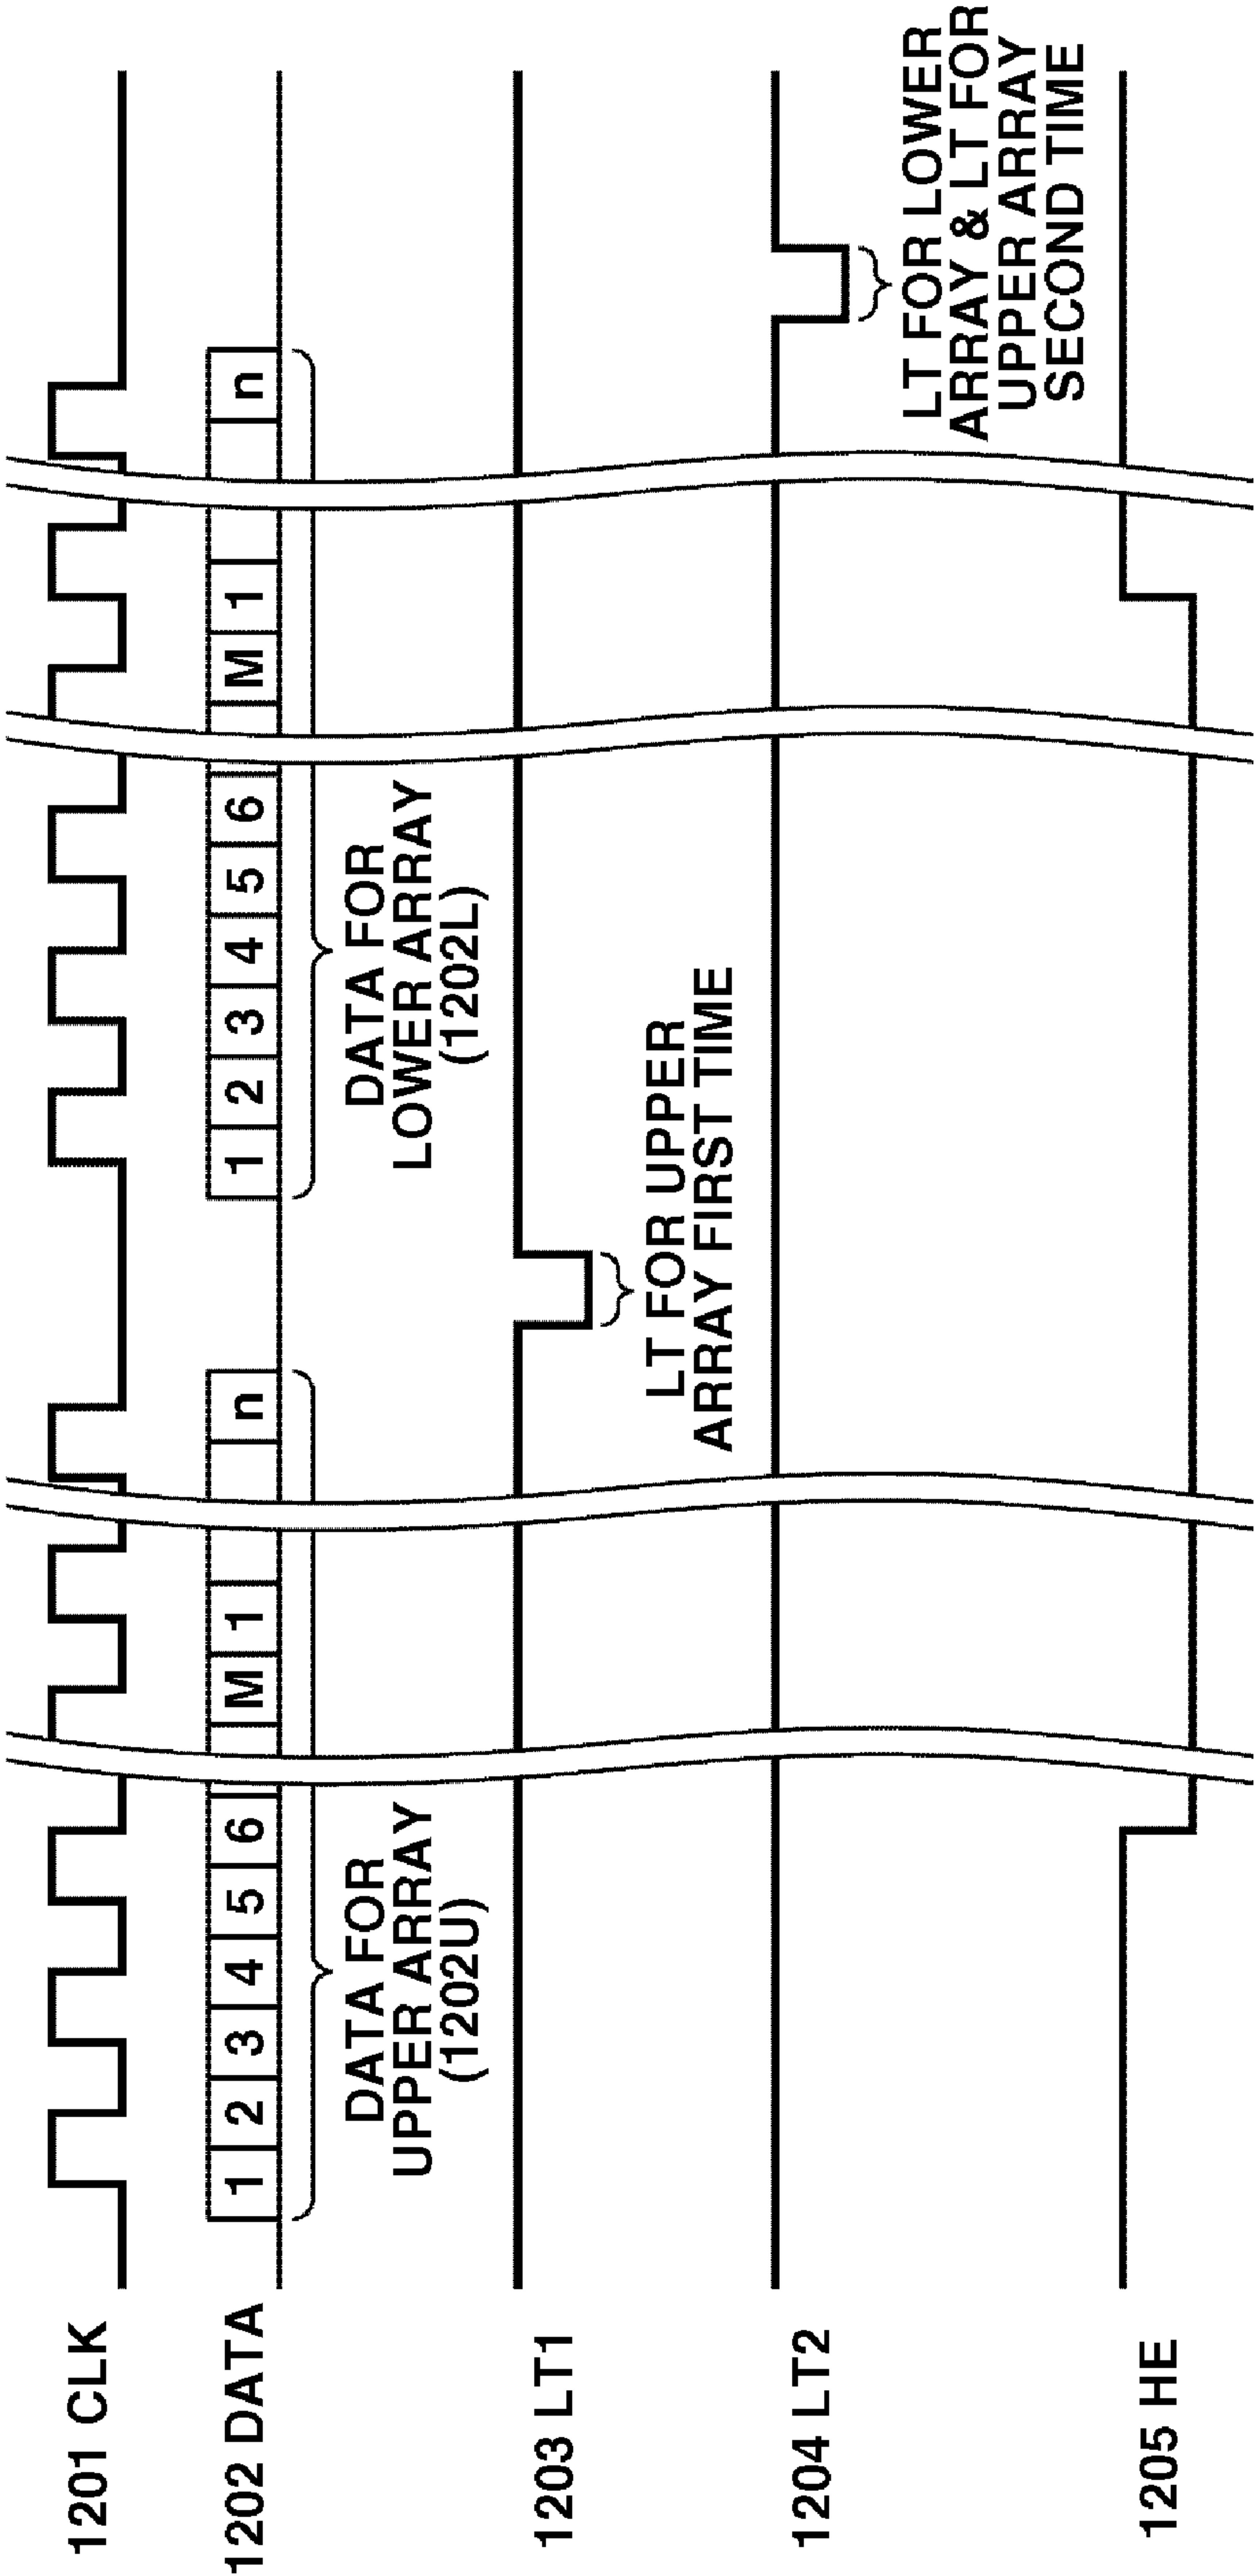 1201 CLK
1202 DATA
1 2 3 4 5 6 M 1 n 1 2 3 4 5 6 M 1 n
DATA FOR
UPPER ARRAY
(1202U)
DATA FOR
LOWER ARRAY
(1202L)
1203 LT1
LT FOR UPPER
ARRAY FIRST TIME
1204 LT2
LT FOR LOWER
ARRAY & LT FOR
UPPER ARRAY
SECOND TIME
1205 HE